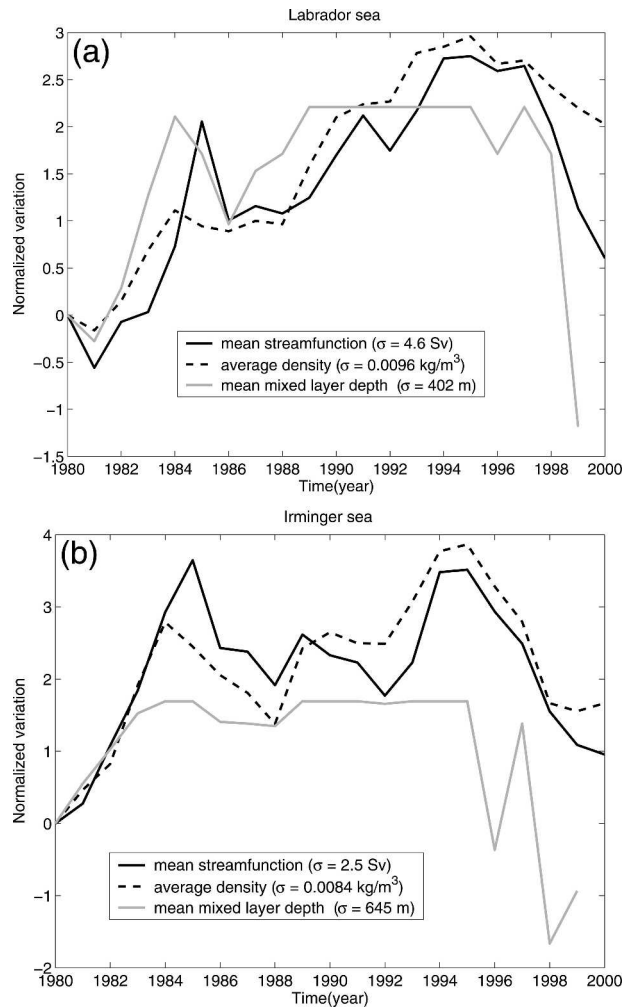 Labrador sea
(a)
3
2.5
2
1.5
1
0.5
0
−0.5
−1
−1.5
Normalized variation
mean streamfunction (σ = 4.6 Sv)
average density (σ = 0.0096 kg/m³)
mean mixed layer depth (σ = 402 m)
1980 1982 1984 1986 1988 1990 1992 1994 1996 1998 2000
Time(year)
Irminger sea
(b)
4
3
2
1
0
−1
−2
Normalized variation
mean streamfunction (σ = 2.5 Sv)
average density (σ = 0.0084 kg/m³)
mean mixed layer depth (σ = 645 m)
1980 1982 1984 1986 1988 1990 1992 1994 1996 1998 2000
Time(year)